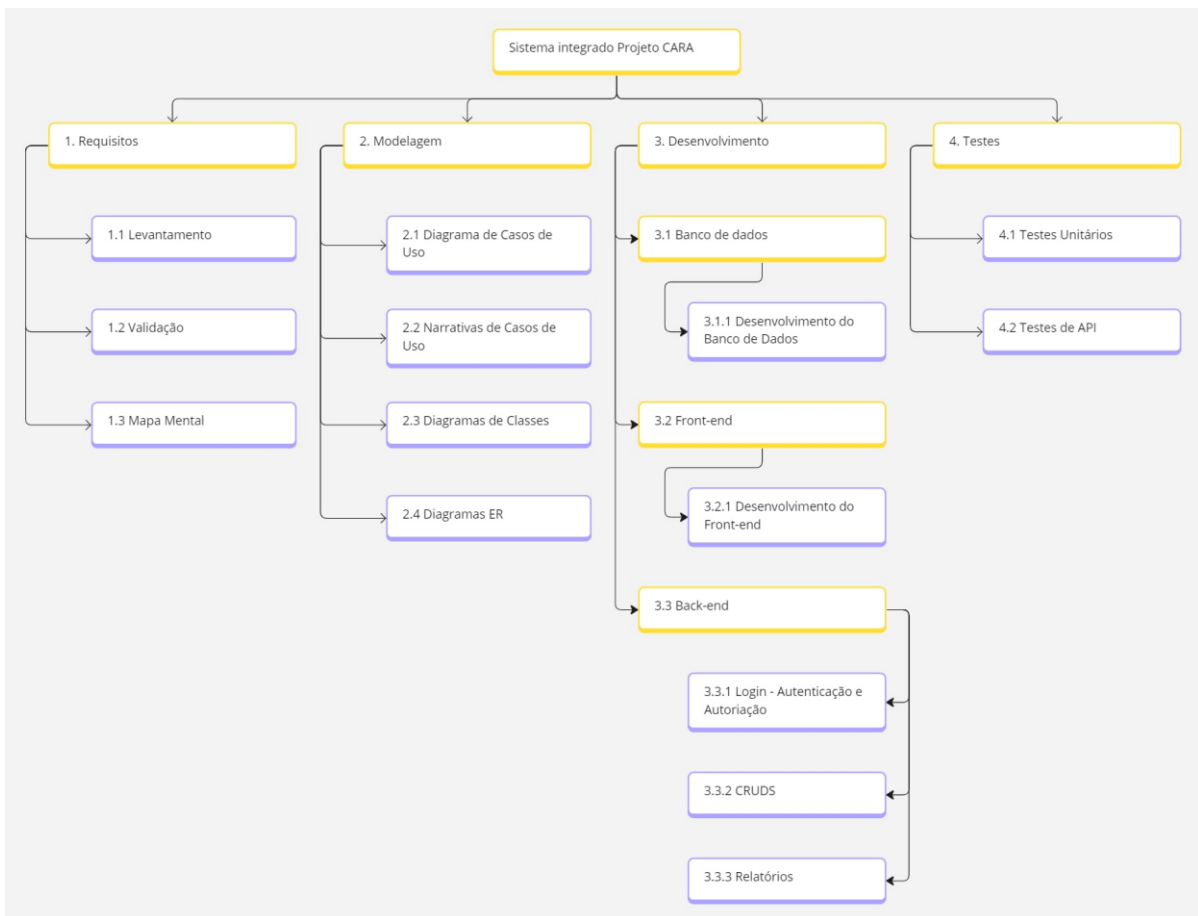 Sistema integrado Projeto CARA
1. Requisitos
1.1 Levantamento
1.2 Validação
1.3 Mapa Mental
2. Modelagem
2.1 Diagrama de Casos de
Uso
2.2 Narrativas de Casos de
Uso
2.3 Diagramas de Classes
2.4 Diagramas ER
3. Desenvolvimento
3.1 Banco de dados
3.1.1 Desenvolvimento do
Banco de Dados
3.2 Front-end
3.2.1 Desenvolvimento do
Front-end
3.3 Back-end
3.3.1 Login - Autenticação e
Autoriação
3.3.2 CRUDS
3.3.3 Relatórios
4. Testes
4.1 Testes Unitários
4.2 Testes de API